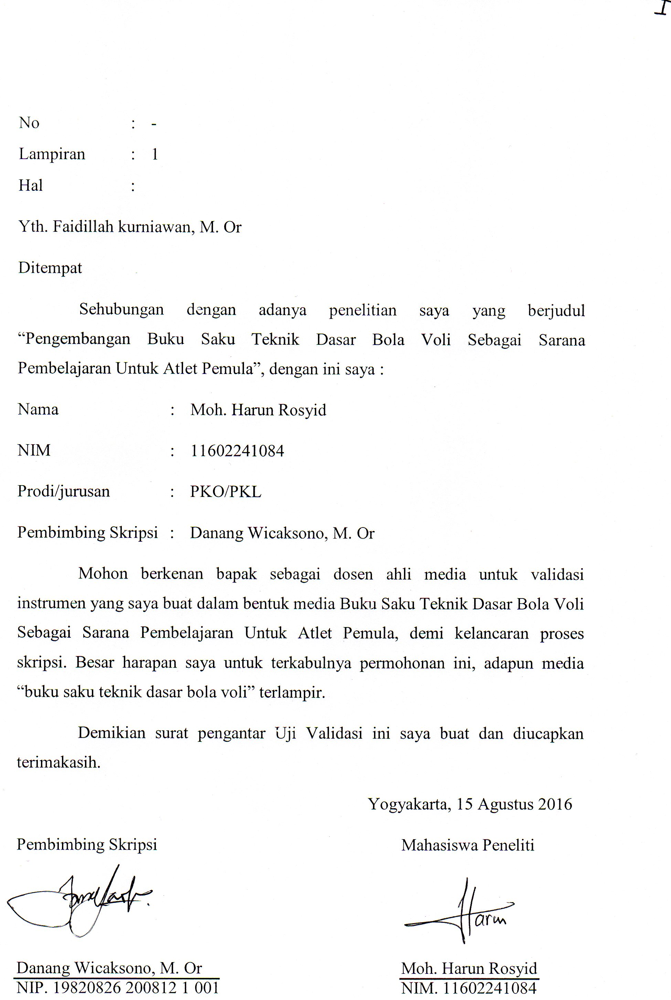 I
No : -
Lampiran : 1
Hal :
Yth. Faidillah kurniawan, M. Or
Ditempat
Sehubungan dengan adanya penelitian saya yang berjudul
“Pengembangan Buku Saku Teknik Dasar Bola Voli Sebagai Sarana
Pembelajaran Untuk Atlet Pemula”, dengan ini saya :
Nama : Moh. Harun Rosyid
NIM : 11602241084
Prodi/jurusan : PKO/PKL
Pembimbing Skripsi : Danang Wicaksono, M. Or
Mohon berkenan bapak sebagai dosen ahli media untuk validasi
instrumen yang saya buat dalam bentuk media Buku Saku Teknik Dasar Bola Voli
Sebagai Sarana Pembelajaran Untuk Atlet Pemula, demi kelancaran proses
skripsi. Besar harapan saya untuk terkabulnya permohonan ini, adapun media
“buku saku teknik dasar bola voli” terlampir.
Demikian surat pengantar Uji Validasi ini saya buat dan diucapkan
terimakasih.
Yogyakarta, 15 Agustus 2016
Pembimbing Skripsi Mahasiswa Peneliti
Harun
Danang Wicaksono, M. Or Moh. Harun Rosyid
NIP. 19820826 200812 1 001 NIM. 11602241084